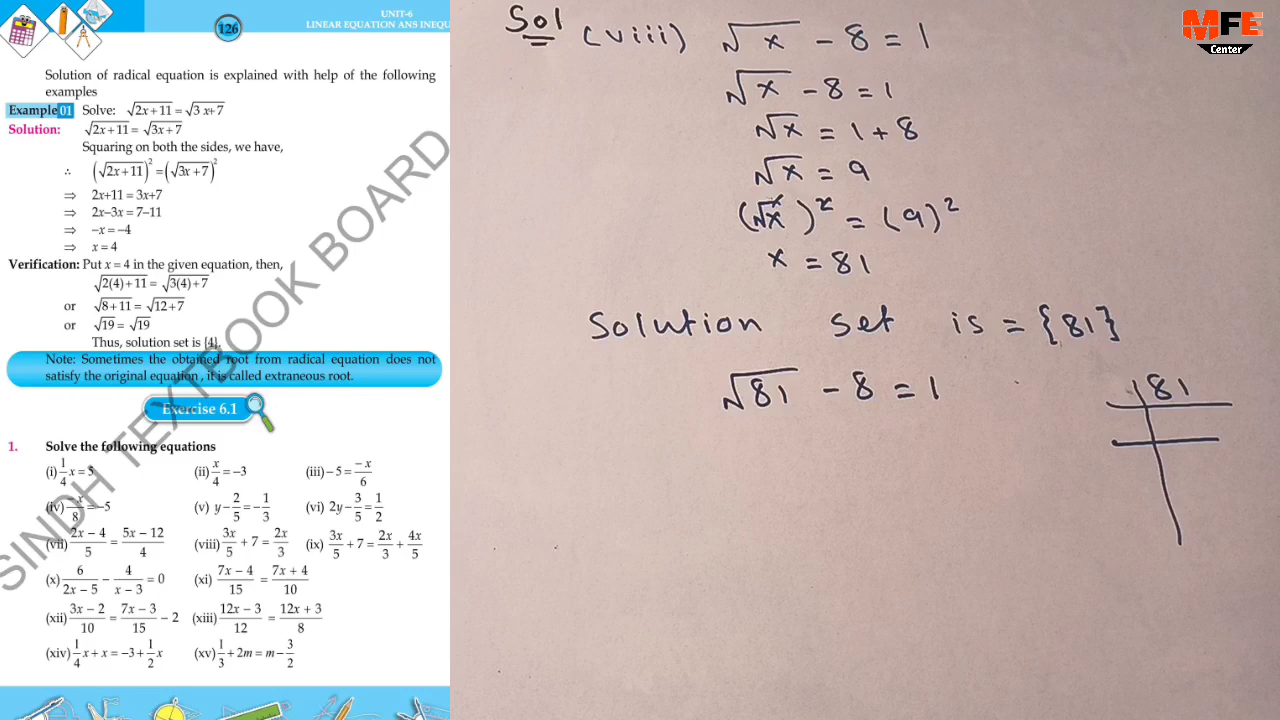 126
UNIT-6
LINEAR EQUATION ANS INEQU
Solution of radical equation is explained with help of the following
examples
Example 01 Solve: √(2x+11) = √(3x+7)
Solution: √(2x+11) = √(3x+7)
Squaring on both the sides, we have,
∴ (√(2x+11))² = (√(3x+7))²
⇒ 2x+11 = 3x+7
⇒ 2x−3x = 7−11
⇒ −x = −4
⇒ x = 4
Verification: Put x = 4 in the given equation, then,
√(2(4)+11) = √(3(4)+7)
or √(8+11) = √(12+7)
or √19 = √19
Thus, solution set is {4}.
Note: Sometimes the obtained root from radical equation does not
satisfy the original equation , it is called extraneous root.
Exercise 6.1
1. Solve the following equations
(i) 1/4 x = 5 (ii) x/4 = −3 (iii) −5 = −x/6
(iv) −x/8 = −5 (v) y − 2/5 = − 1/3 (vi) 2y − 3/5 = 1/2
(vii) (2x − 4)/5 = (5x − 12)/4 (viii) 3x/5 + 7 = 2x/3 (ix) 3x/5 + 7 = 2x/3 + 4x/5
(x) 6/(2x − 5) − 4/(x − 3) = 0 (xi) (7x − 4)/15 = (7x + 4)/10
(xii) (3x − 2)/10 = (7x − 3)/15 − 2 (xiii) (12x − 3)/12 = (12x + 3)/8
(xiv) 1/4 x + x = −3 + 1/2 x (xv) 1/3 + 2m = m − 3/2
SINDH TEXTBOOK BOARD
Sol (viii) √x − 8 = 1
√x − 8 = 1
√x = 1 + 8
√x = 9
(√x)² = (9)²
x = 81
Solution set is = {81}
√81 − 8 = 1
81
MFE
Center